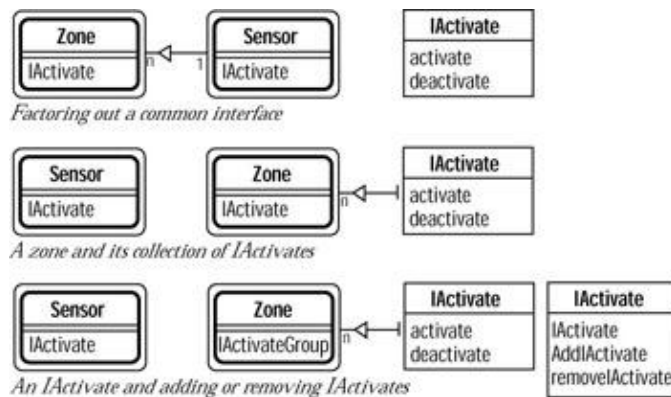 Zone Sensor IActivate
IActivate IActivate activate
deactivate
n 1
Factoring out a common interface
Sensor Zone IActivate
IActivate IActivate activate
deactivate
n
A zone and its collection of IActivates
Sensor Zone IActivate IActivate
IActivate IActivateGroup activate IActivate
deactivate AddIActivate
n removeIActivate
An IActivate and adding or removing IActivates